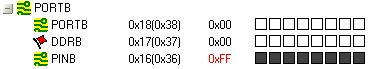 PORTB
PORTB 0x18(0x38) 0x00
DDRB 0x17(0x37) 0x00
PINB 0x16(0x36) 0xFF